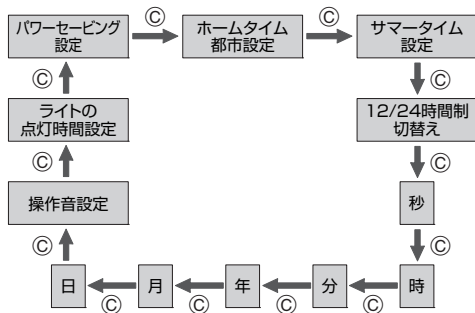 Ⓒ Ⓒ
パワーセービング
設定
ホームタイム
都市設定
サマータイム
設定
Ⓒ Ⓒ
ライトの
点灯時間設定
12/24時間制
切替え
Ⓒ Ⓒ
操作音設定
秒
Ⓒ Ⓒ
日 月 年 分 時
Ⓒ Ⓒ Ⓒ Ⓒ